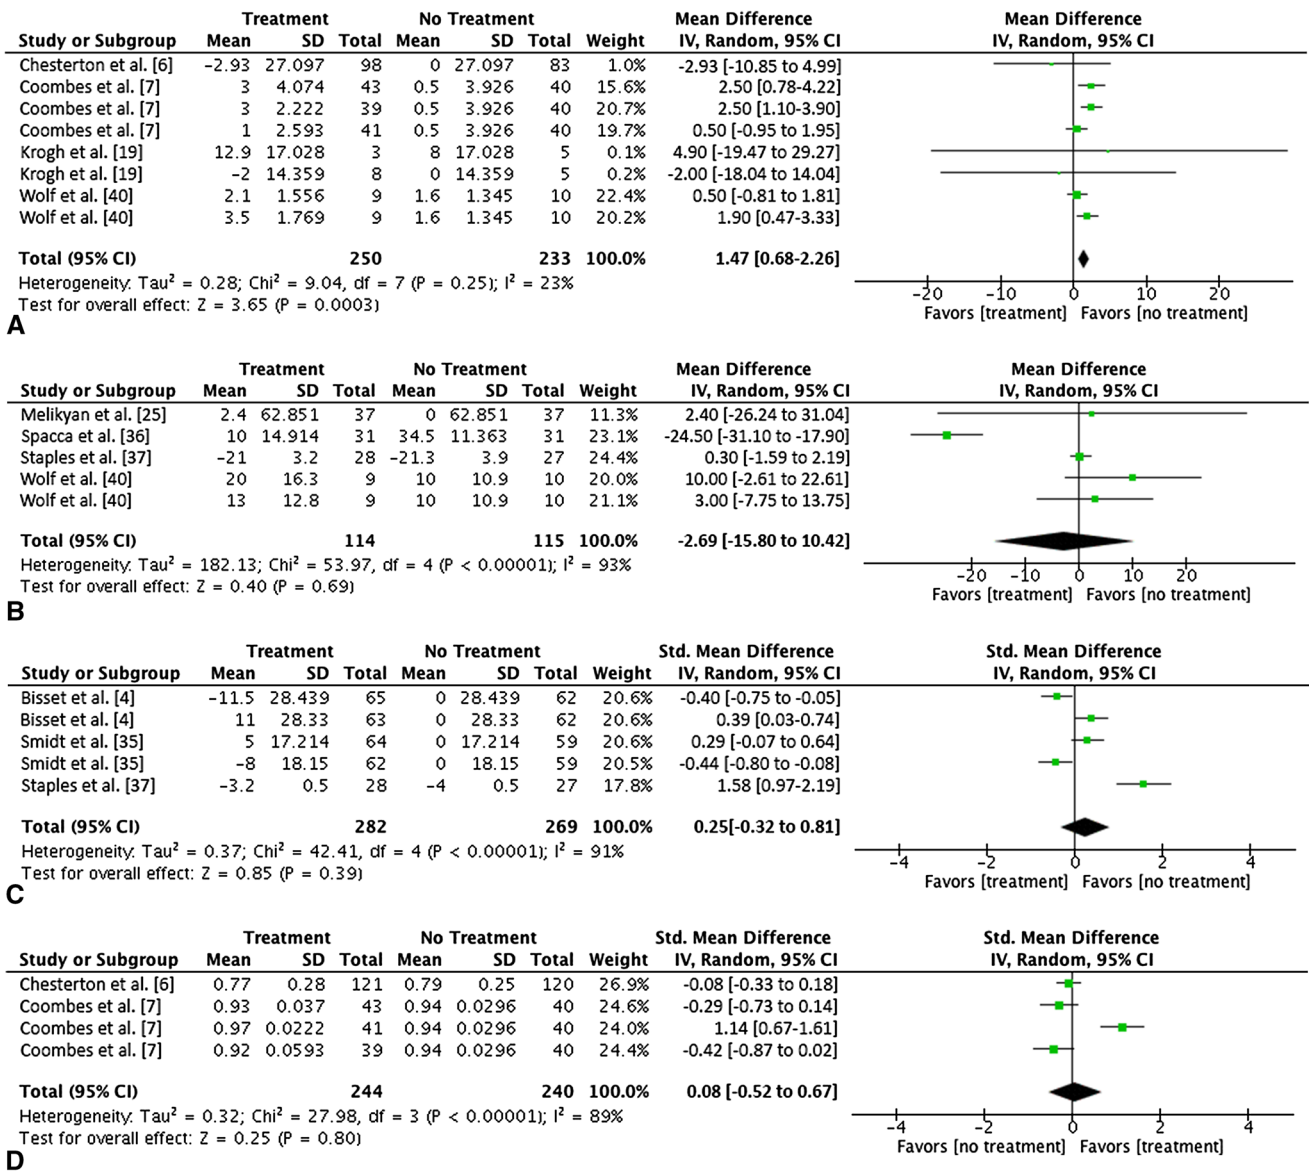 Treatment No Treatment Mean Difference Mean Difference
Study or Subgroup Mean SD Total Mean SD Total Weight IV, Random, 95% CI IV, Random, 95% CI
Chesterton et al. [6] −2.93 27.097 98 0 27.097 83 1.0% -2.93 [-10.85 to 4.99]
Coombes et al. [7] 3 4.074 43 0.5 3.926 40 15.6% 2.50 [0.78-4.22]
Coombes et al. [7] 3 2.222 39 0.5 3.926 40 20.7% 2.50 [1.10-3.90]
Coombes et al. [7] 1 2.593 41 0.5 3.926 40 19.7% 0.50 [-0.95 to 1.95]
Krogh et al. [19] 12.9 17.028 3 8 17.028 5 0.1% 4.90 [-19.47 to 29.27]
Krogh et al. [19] −2 14.359 8 0 14.359 5 0.2% -2.00 [-18.04 to 14.04]
Wolf et al. [40] 2.1 1.556 9 1.6 1.345 10 22.4% 0.50 [-0.81 to 1.81]
Wolf et al. [40] 3.5 1.769 9 1.6 1.345 10 20.2% 1.90 [0.47-3.33]
Total (95% CI) 250 233 100.0% 1.47 [0.68-2.26]
Heterogeneity: Tau² = 0.28; Chi² = 9.04, df = 7 (P = 0.25); I² = 23%
Test for overall effect: Z = 3.65 (P = 0.0003)
−20 −10 0 10 20
Favors [treatment] Favors [no treatment]
A
Treatment No Treatment Mean Difference Mean Difference
Study or Subgroup Mean SD Total Mean SD Total Weight IV, Random, 95% CI IV, Random, 95% CI
Melikyan et al. [25] 2.4 62.851 37 0 62.851 37 11.3% 2.40 [-26.24 to 31.04]
Spacca et al. [36] 10 14.914 31 34.5 11.363 31 23.1% -24.50 [-31.10 to -17.90]
Staples et al. [37] −21 3.2 28 −21.3 3.9 27 24.4% 0.30 [-1.59 to 2.19]
Wolf et al. [40] 20 16.3 9 10 10.9 10 20.0% 10.00 [-2.61 to 22.61]
Wolf et al. [40] 13 12.8 9 10 10.9 10 21.1% 3.00 [-7.75 to 13.75]
Total (95% CI) 114 115 100.0% -2.69 [-15.80 to 10.42]
Heterogeneity: Tau² = 182.13; Chi² = 53.97, df = 4 (P < 0.00001); I² = 93%
Test for overall effect: Z = 0.40 (P = 0.69)
−20 −10 0 10 20
Favors [treatment] Favors [no treatment]
B
Treatment No Treatment Std. Mean Difference Std. Mean Difference
Study or Subgroup Mean SD Total Mean SD Total Weight IV, Random, 95% CI IV, Random, 95% CI
Bisset et al. [4] −11.5 28.439 65 0 28.439 62 20.6% -0.40 [-0.75 to -0.05]
Bisset et al. [4] 11 28.33 63 0 28.33 62 20.6% 0.39 [0.03-0.74]
Smidt et al. [35] 5 17.214 64 0 17.214 59 20.6% 0.29 [-0.07 to 0.64]
Smidt et al. [35] −8 18.15 62 0 18.15 59 20.5% -0.44 [-0.80 to -0.08]
Staples et al. [37] −3.2 0.5 28 −4 0.5 27 17.8% 1.58 [0.97-2.19]
Total (95% CI) 282 269 100.0% 0.25[-0.32 to 0.81]
Heterogeneity: Tau² = 0.37; Chi² = 42.41, df = 4 (P < 0.00001); I² = 91%
Test for overall effect: Z = 0.85 (P = 0.39)
−4 −2 0 2 4
Favors [treatment] Favors [no treatment]
C
Treatment No Treatment Std. Mean Difference Std. Mean Difference
Study or Subgroup Mean SD Total Mean SD Total Weight IV, Random, 95% CI IV, Random, 95% CI
Chesterton et al. [6] 0.77 0.28 121 0.79 0.25 120 26.9% -0.08 [-0.33 to 0.18]
Coombes et al. [7] 0.93 0.037 43 0.94 0.0296 40 24.6% -0.29 [-0.73 to 0.14]
Coombes et al. [7] 0.97 0.0222 41 0.94 0.0296 40 24.0% 1.14 [0.67-1.61]
Coombes et al. [7] 0.92 0.0593 39 0.94 0.0296 40 24.4% -0.42 [-0.87 to 0.02]
Total (95% CI) 244 240 100.0% 0.08 [-0.52 to 0.67]
Heterogeneity: Tau² = 0.32; Chi² = 27.98, df = 3 (P < 0.00001); I² = 89%
Test for overall effect: Z = 0.25 (P = 0.80)
−4 −2 0 2 4
Favors [no treatment] Favors [treatment]
D